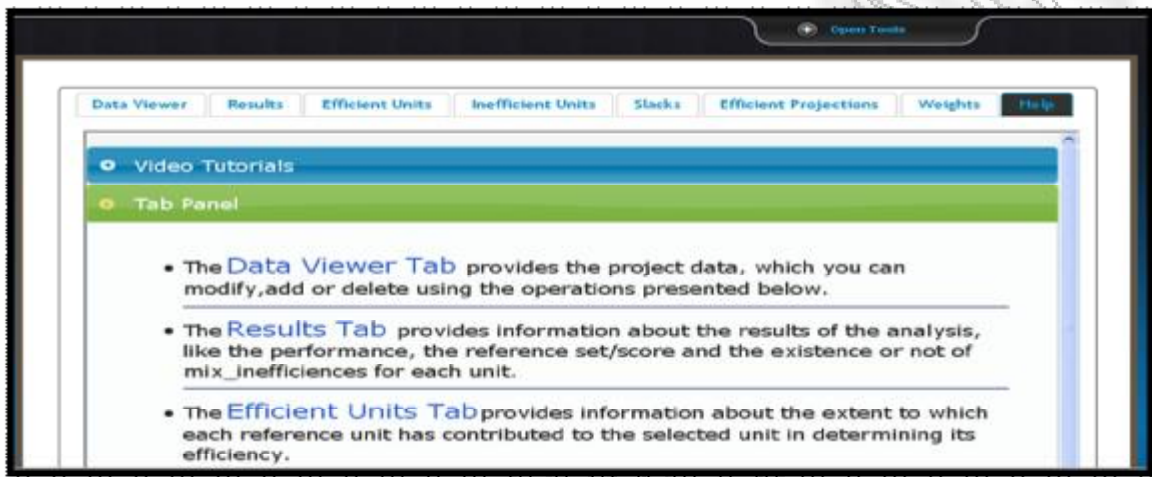 Open Tools
Data Viewer Results Efficient Units Inefficient Units Slacks Efficient Projections Weights Help
Video Tutorials
Tab Panel
• The Data Viewer Tab provides the project data, which you can
modify,add or delete using the operations presented below.
• The Results Tab provides information about the results of the analysis,
like the performance, the reference set/score and the existence or not of
mix_inefficiences for each unit.
• The Efficient Units Tab provides information about the extent to which
each reference unit has contributed to the selected unit in determining its
efficiency.